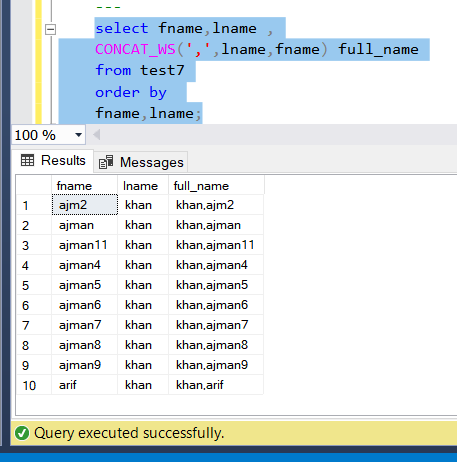 ---
select fname,lname ,
CONCAT_WS(',',lname,fname) full_name
from test7
order by
fname,lname;
100 %
Results Messages
fname lname full_name
1 ajm2 khan khan,ajm2
2 ajman khan khan,ajman
3 ajman11 khan khan,ajman11
4 ajman4 khan khan,ajman4
5 ajman5 khan khan,ajman5
6 ajman6 khan khan,ajman6
7 ajman7 khan khan,ajman7
8 ajman8 khan khan,ajman8
9 ajman9 khan khan,ajman9
10 arif khan khan,arif
Query executed successfully.